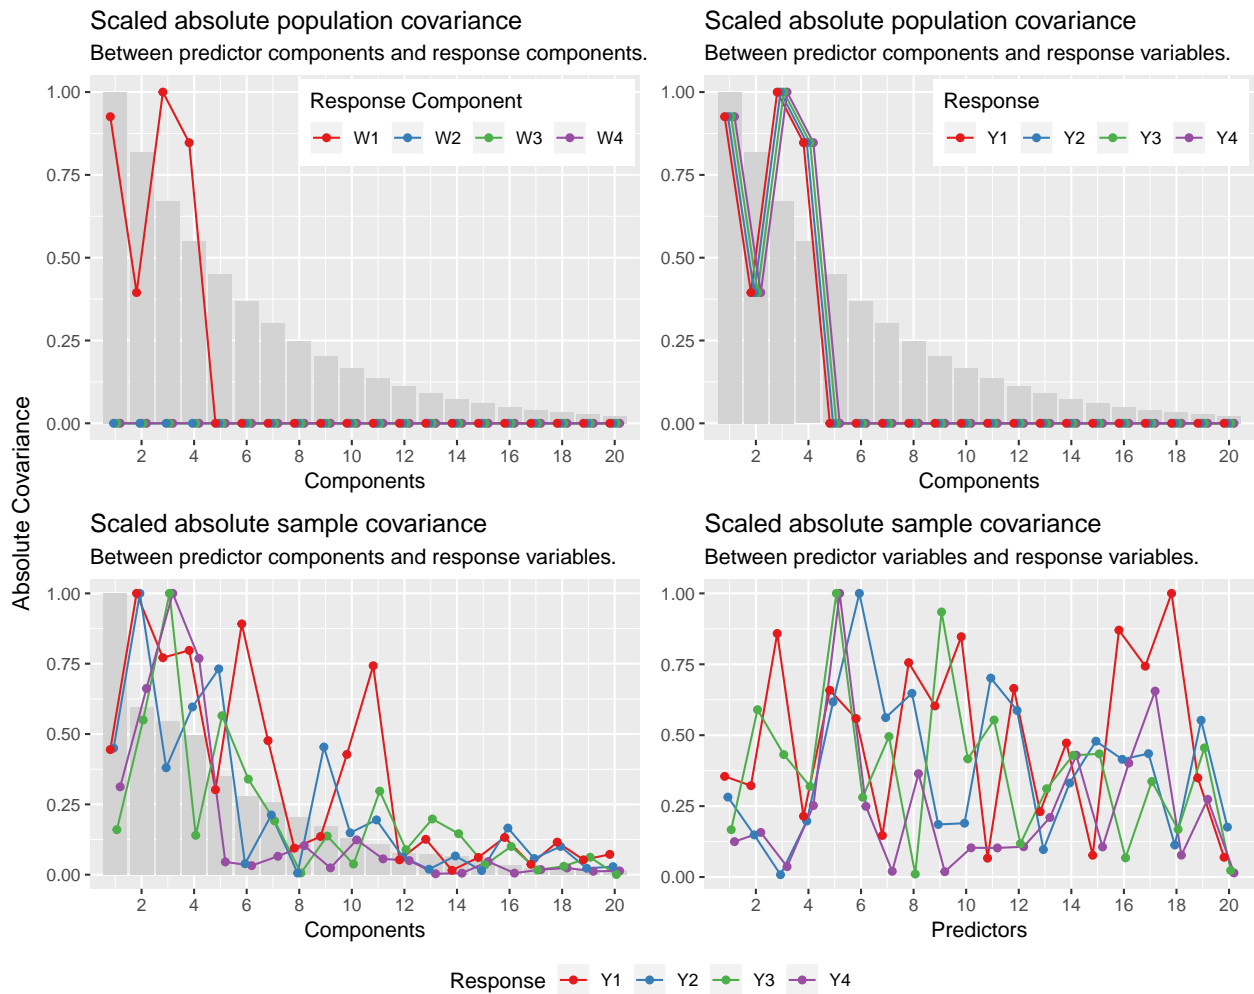 Scaled absolute population covariance
Between predictor components and response components.
Response Component
W1 W2 W3 W4
1.00
0.75
0.50
0.25
0.00
2 4 6 8 10 12 14 16 18 20
Components
Scaled absolute population covariance
Between predictor components and response variables.
Response
Y1 Y2 Y3 Y4
1.00
0.75
0.50
0.25
0.00
2 4 6 8 10 12 14 16 18 20
Components
Absolute Covariance
Scaled absolute sample covariance
Between predictor components and response variables.
1.00
0.75
0.50
0.25
0.00
2 4 6 8 10 12 14 16 18 20
Components
Scaled absolute sample covariance
Between predictor variables and response variables.
1.00
0.75
0.50
0.25
0.00
2 4 6 8 10 12 14 16 18 20
Predictors
Response Y1 Y2 Y3 Y4